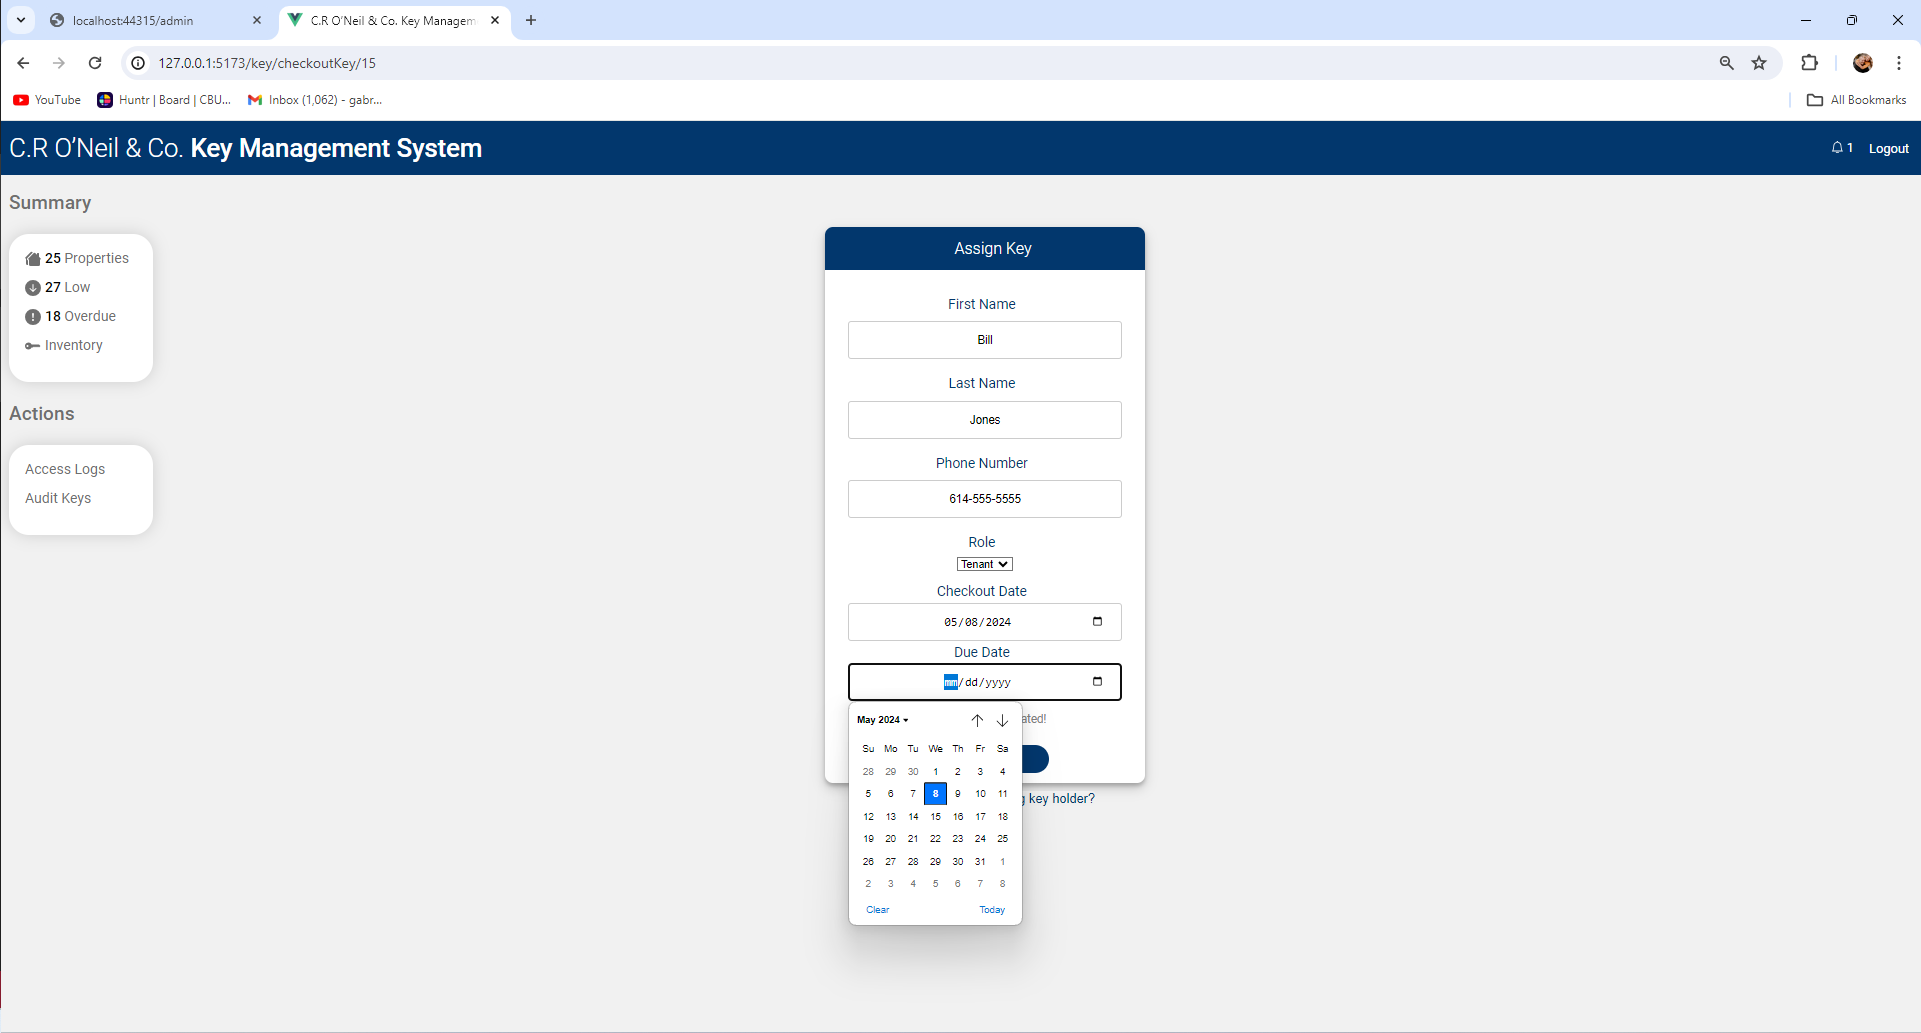 localhost:44315/admin
C.R O'Neil & Co. Key Managem
127.0.0.1:5173/key/checkoutKey/15
YouTube
Huntr | Board | CBU...
Inbox (1,062) - gabr...
All Bookmarks
C.R O'Neil & Co. Key Management System
1
Logout
Summary
25 Properties
27 Low
18 Overdue
Inventory
Actions
Access Logs
Audit Keys
Assign Key
First Name
Bill
Last Name
Jones
Phone Number
614-555-5555
Role
Tenant
Checkout Date
05/08/2024
Due Date
mm/dd/yyyy
ated!
May 2024
Su Mo Tu We Th Fr Sa
28 29 30 1 2 3 4
5 6 7 8 9 10 11
12 13 14 15 16 17 18
19 20 21 22 23 24 25
26 27 28 29 30 31 1
2 3 4 5 6 7 8
Clear Today
g key holder?